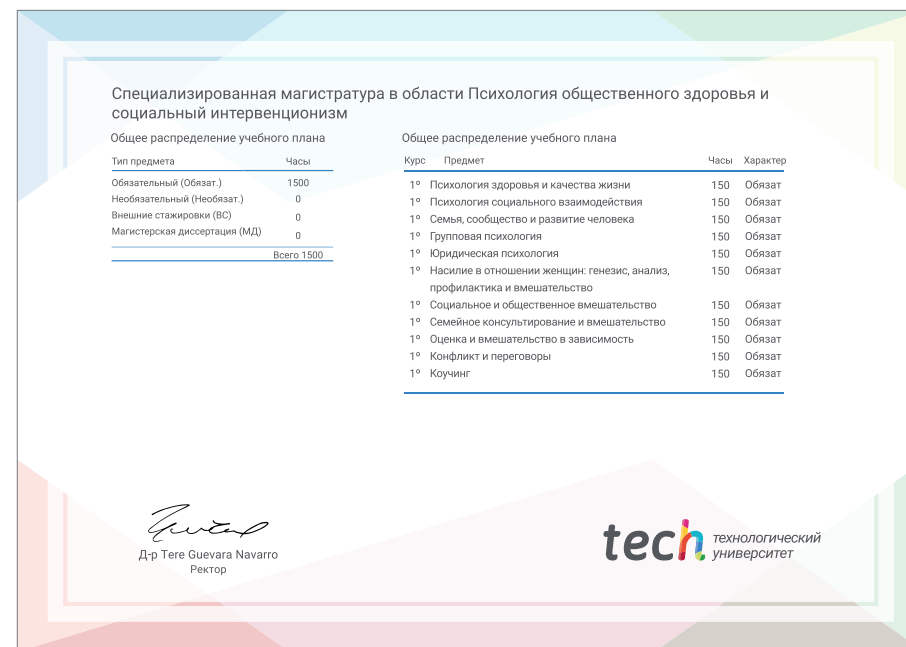 Специализированная магистратура в области Психология общественного здоровья и
социальный интервенционизм
Общее распределение учебного плана
Тип предмета Часы
Обязательный (Обязат.) 1500
Необязательный (Необязат.) 0
Внешние стажировки (ВС) 0
Магистерская диссертация (МД) 0
Всего 1500
Общее распределение учебного плана
Курс Предмет Часы Характер
1º Психология здоровья и качества жизни 150 Обязат
1º Психология социального взаимодействия 150 Обязат
1º Семья, сообщество и развитие человека 150 Обязат
1º Групповая психология 150 Обязат
1º Юридическая психология 150 Обязат
1º Насилие в отношении женщин: генезис, анализ, 150 Обязат
профилактика и вмешательство
1º Социальное и общественное вмешательство 150 Обязат
1º Семейное консультирование и вмешательство 150 Обязат
1º Оценка и вмешательство в зависимость 150 Обязат
1º Конфликт и переговоры 150 Обязат
1º Коучинг 150 Обязат
Д-р Tere Guevara Navarro
Ректор
tech технологический
университет